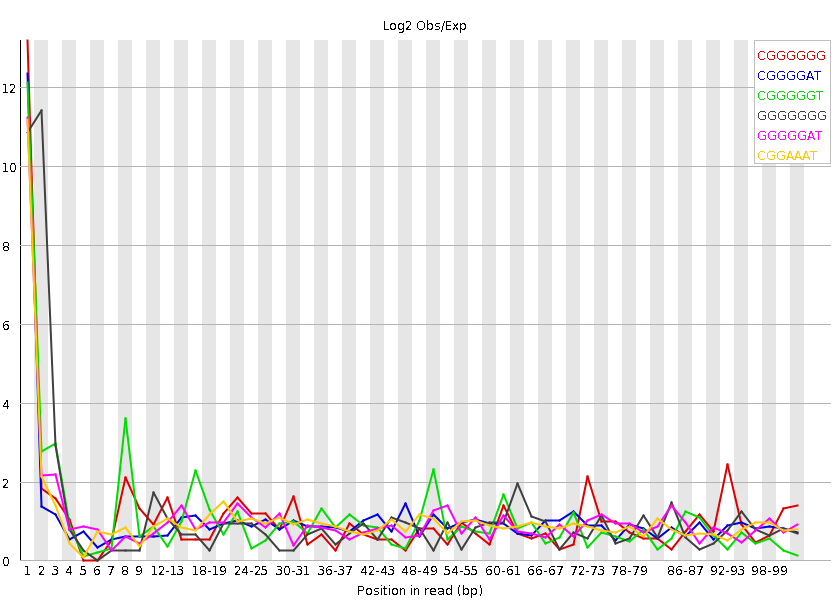 Log2 Obs/Exp
CGGGGGG
CGGGGAT
CGGGGGT
GGGGGGG
GGGGGAT
CGGAAAT
12
10
8
6
4
2
0
1 2 3 4 5 6 7 8 9 12-13 18-19 24-25 30-31 36-37 42-43 48-49 54-55 60-61 66-67 72-73 78-79 86-87 92-93 98-99
Position in read (bp)